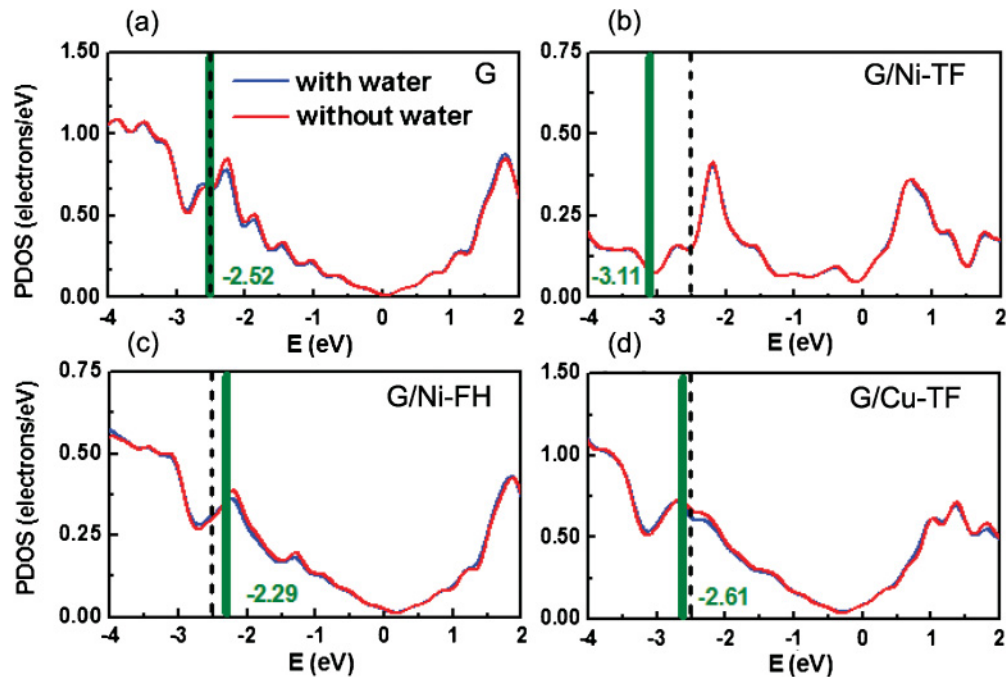 (a)
(b)
1.50
1.00
0.50
0.00
PDOS (electrons/eV)
G
with water
without water
-2.52
-4 -3 -2 -1 0 1 2
E (eV)
0.75
0.50
0.25
0.00
G/Ni-TF
-3.11
-4 -3 -2 -1 0 1 2
E (eV)
(c)
(d)
0.75
0.50
0.25
0.00
PDOS (electrons/eV)
G/Ni-FH
-2.29
-4 -3 -2 -1 0 1 2
E (eV)
1.50
1.00
0.50
0.00
G/Cu-TF
-2.61
-4 -3 -2 -1 0 1 2
E (eV)